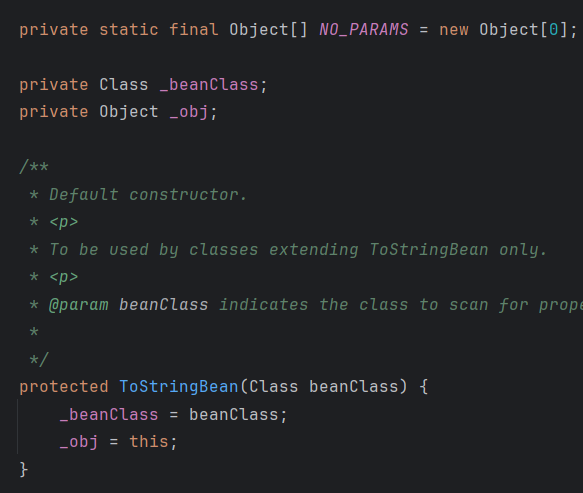 private static final Object[] NO_PARAMS = new Object[0];
private Class _beanClass;
private Object _obj;
/**
 * Default constructor.
 * <p>
 * To be used by classes extending ToStringBean only.
 * <p>
 * @param beanClass indicates the class to scan for prope
 *
 */
protected ToStringBean(Class beanClass) {
    _beanClass = beanClass;
    _obj = this;
}